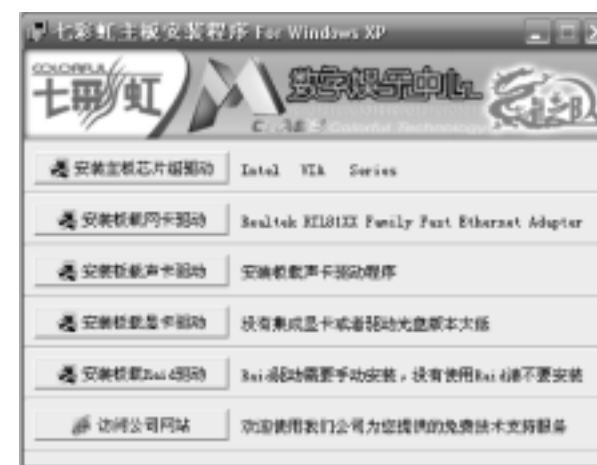 七彩虹主板安装程序 For Windows XP
COLORFUL
七彩虹
数字娱乐中心
Colorful Technology
安装主板芯片组驱动 Intel VIA Series
安装板载网卡驱动 Realtek RTL81XX Family Fast Ethernet Adapter
安装板载声卡驱动 安装板载声卡驱动程序
安装板载显卡驱动 没有集成显卡或者驱动光盘版本太低
安装板载Raid驱动 Raid驱动需要手动安装，没有使用Raid请不要安装
访问公司网站 欢迎使用我们公司为您提供的免费技术支持服务